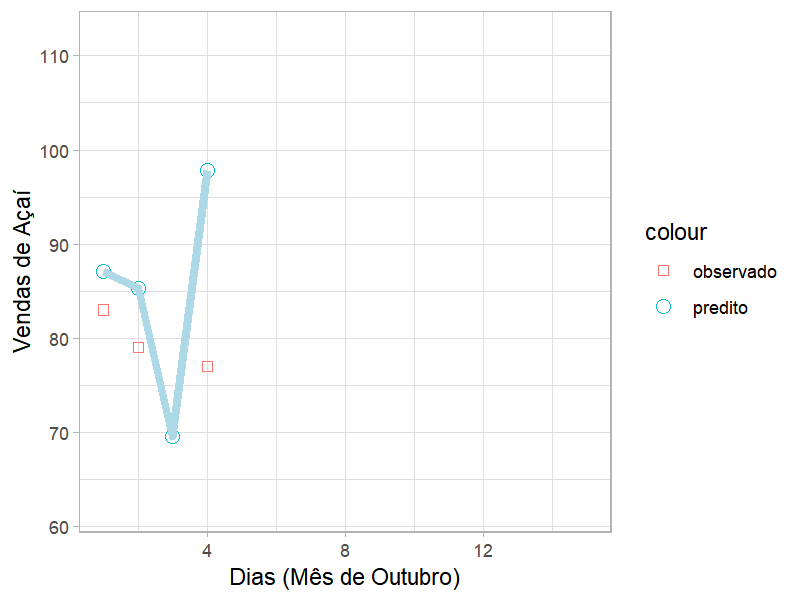 110
100
90
80
70
60
Vendas de Açaí
4 8 12
Dias (Mês de Outubro)
colour
observado
predito